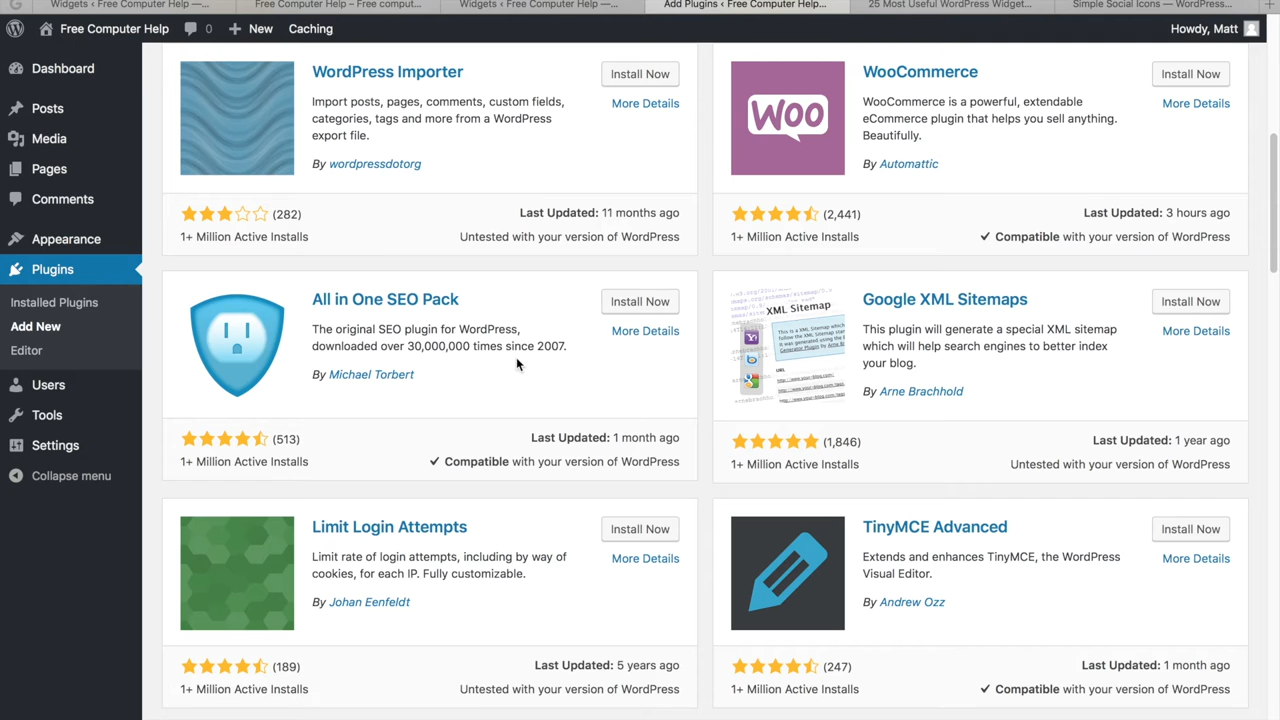 Widgets ‹ Free Computer Help —...
Free Computer Help – Free comput...
Widgets ‹ Free Computer Help —...
Add Plugins ‹ Free Computer Help...
25 Most Useful WordPress Widget...
Simple Social Icons — WordPress...
Free Computer Help
0
New
Caching
Howdy, Matt
Dashboard
Posts
Media
Pages
Comments
Appearance
Plugins
Installed Plugins
Add New
Editor
Users
Tools
Settings
Collapse menu
WordPress Importer
Install Now
More Details
Import posts, pages, comments, custom fields,
categories, tags and more from a WordPress
export file.
By wordpressdotorg
(282)
Last Updated: 11 months ago
1+ Million Active Installs
Untested with your version of WordPress
WOO
WooCommerce
Install Now
More Details
WooCommerce is a powerful, extendable
eCommerce plugin that helps you sell anything.
Beautifully.
By Automattic
(2,441)
Last Updated: 3 hours ago
1+ Million Active Installs
✓ Compatible with your version of WordPress
All in One SEO Pack
Install Now
More Details
The original SEO plugin for WordPress,
downloaded over 30,000,000 times since 2007.
By Michael Torbert
(513)
Last Updated: 1 month ago
1+ Million Active Installs
✓ Compatible with your version of WordPress
XML Sitemap
Google XML Sitemaps
Install Now
More Details
This plugin will generate a special XML sitemap
which will help search engines to better index
your blog.
By Arne Brachhold
(1,846)
Last Updated: 1 year ago
1+ Million Active Installs
Untested with your version of WordPress
Limit Login Attempts
Install Now
More Details
Limit rate of login attempts, including by way of
cookies, for each IP. Fully customizable.
By Johan Eenfeldt
(189)
Last Updated: 5 years ago
1+ Million Active Installs
Untested with your version of WordPress
TinyMCE Advanced
Install Now
More Details
Extends and enhances TinyMCE, the WordPress
Visual Editor.
By Andrew Ozz
(247)
Last Updated: 1 month ago
1+ Million Active Installs
✓ Compatible with your version of WordPress